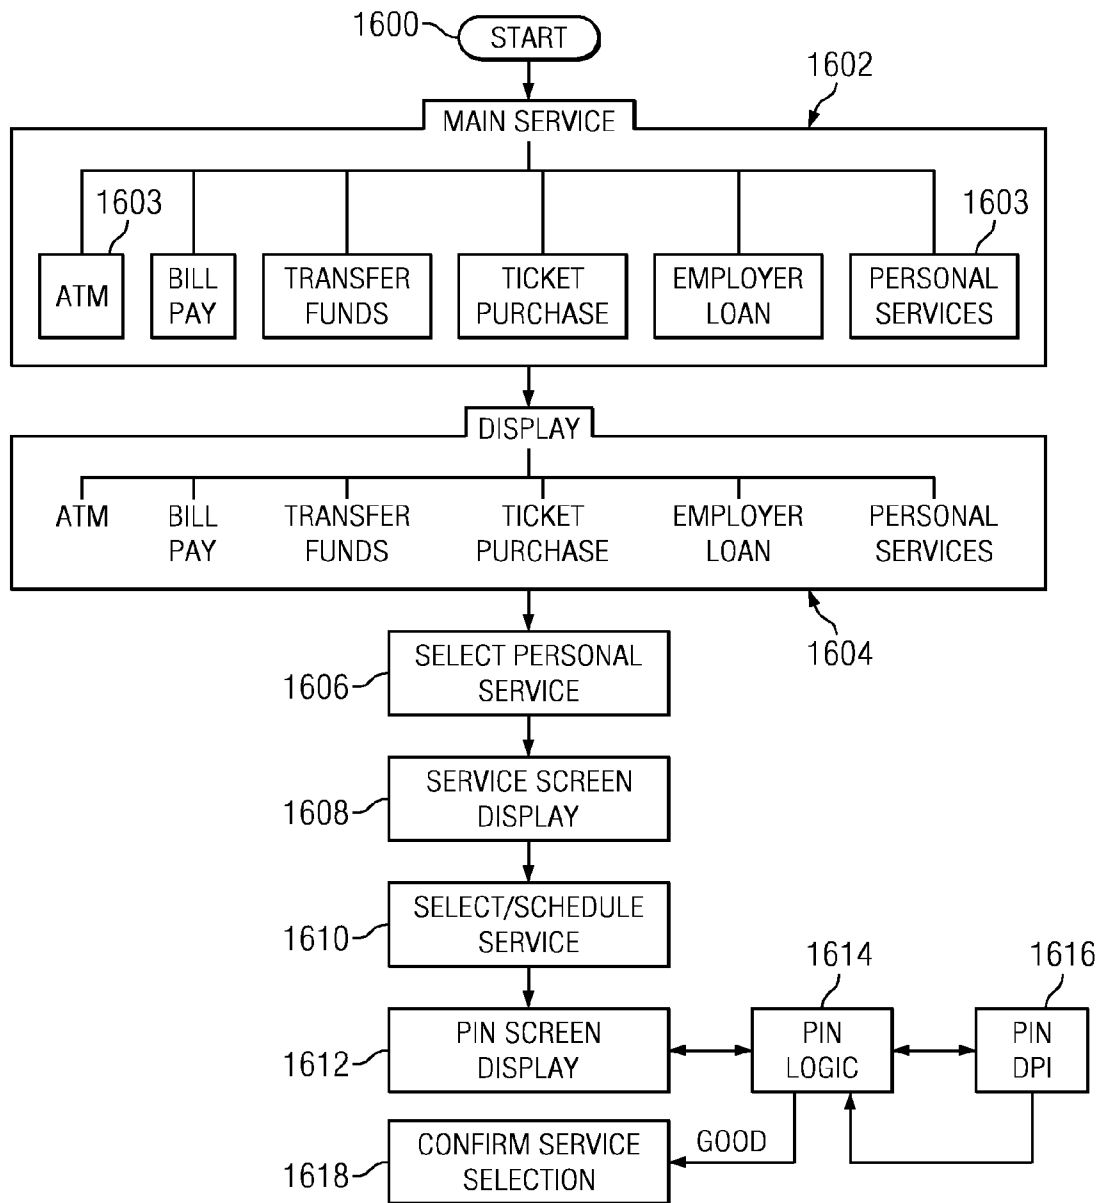 1600
START
1602
MAIN SERVICE
1603
1603
ATM
BILL
PAY
TRANSFER
FUNDS
TICKET
PURCHASE
EMPLOYER
LOAN
PERSONAL
SERVICES
DISPLAY
ATM
BILL
PAY
TRANSFER
FUNDS
TICKET
PURCHASE
EMPLOYER
LOAN
PERSONAL
SERVICES
1604
SELECT PERSONAL
SERVICE
1606
SERVICE SCREEN
DISPLAY
1608
SELECT/SCHEDULE
SERVICE
1610
1614
1616
PIN SCREEN
DISPLAY
1612
PIN
LOGIC
PIN
DPI
GOOD
CONFIRM SERVICE
SELECTION
1618